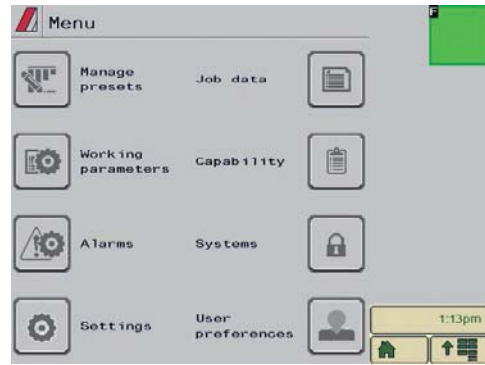 Menu
F
Manage
presets
Job data
Working
parameters
Capability
Alarms
Systems
Settings
User
preferences
1:13pm